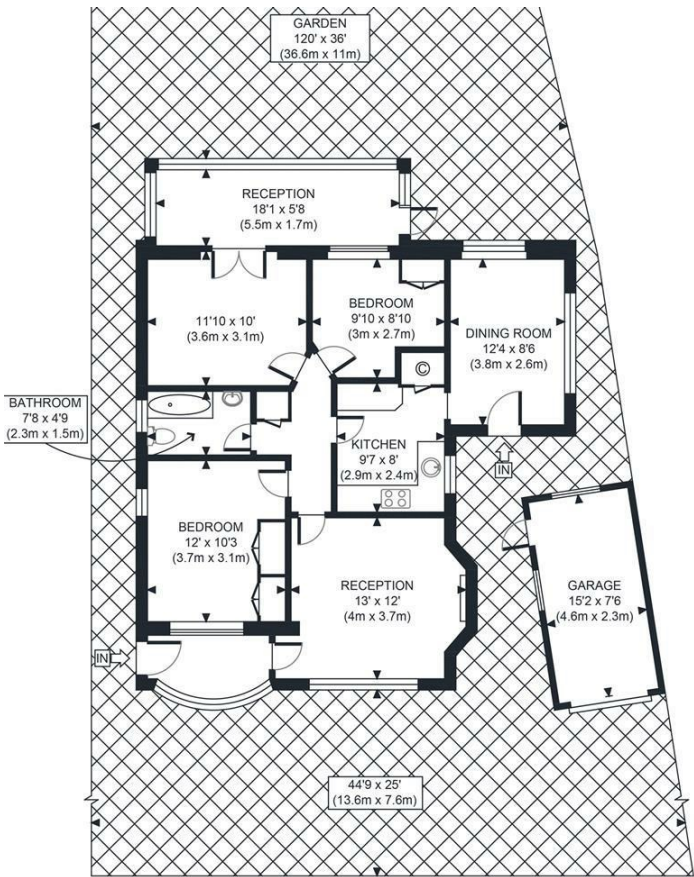 GARDEN
120' x 36'
(36.6m x 11m)
RECEPTION
18'1 x 5'8
(5.5m x 1.7m)
11'10 x 10'
(3.6m x 3.1m)
BEDROOM
9'10 x 8'10
(3m x 2.7m)
DINING ROOM
12'4 x 8'6
(3.8m x 2.6m)
C
BATHROOM
7'8 x 4'9
(2.3m x 1.5m)
KITCHEN
9'7 x 8'
(2.9m x 2.4m)
IN
BEDROOM
12' x 10'3
(3.7m x 3.1m)
RECEPTION
13' x 12'
(4m x 3.7m)
GARAGE
15'2 x 7'6
(4.6m x 2.3m)
IN
44'9 x 25'
(13.6m x 7.6m)